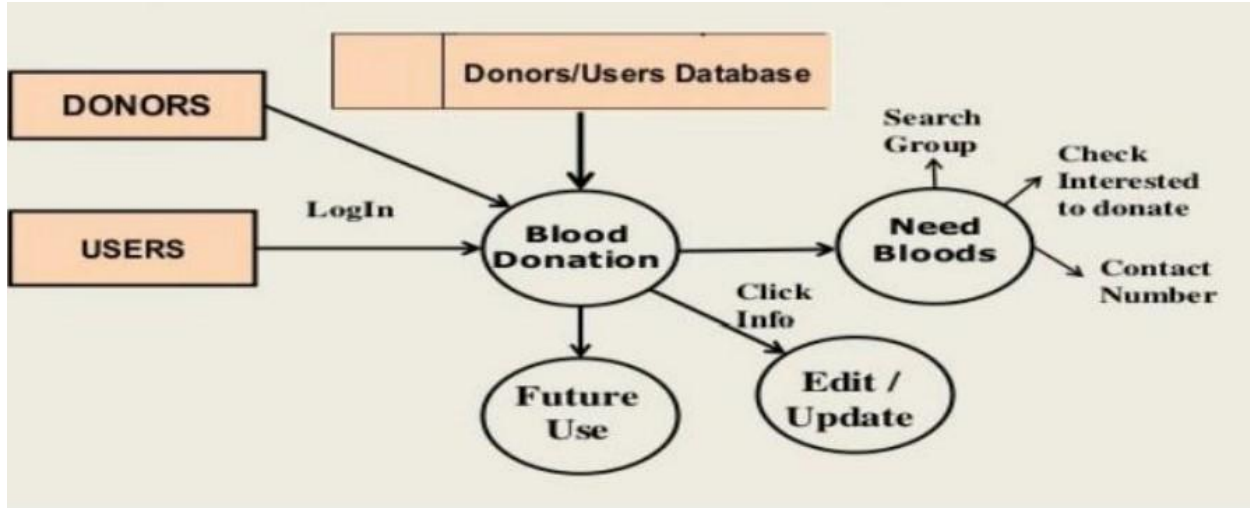 DONORS
Donors/Users Database
USERS
LogIn
Blood
Donation
Need
Bloods
Search
Group
Check
Interested
to donate
Contact
Number
Click
Info
Future
Use
Edit /
Update